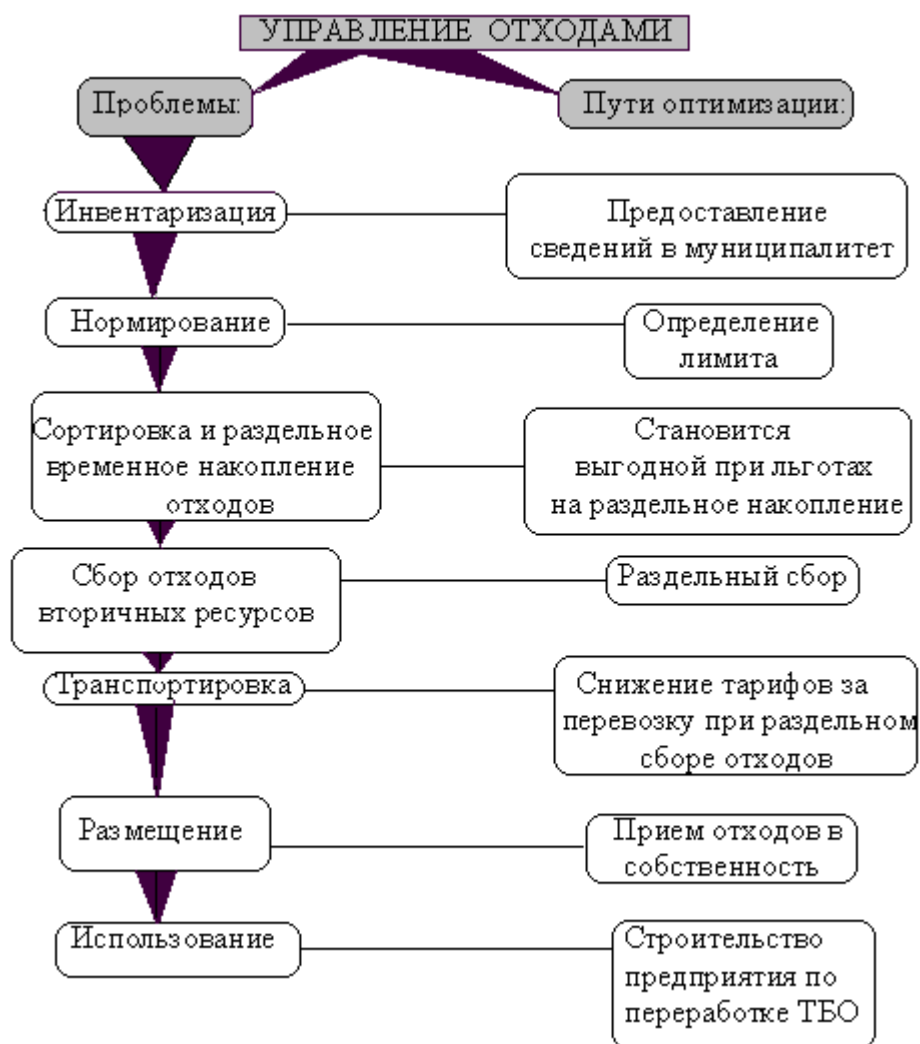 УПРАВЛЕНИЕ ОТХОДАМИ
Проблемы:
Пути оптимизации:
Инвентаризация
Предоставление
сведений в муниципалитет
Нормирование
Определение
лимита
Сортировка и раздельное
временное накопление
отходов
Становится
выгодной при льготах
на раздельное накопление
Сбор отходов
вторичных ресурсов
Раздельный сбор
Транспортировка
Снижение тарифов за
перевозку при раздельном
сборе отходов
Размещение
Прием отходов в
собственность
Использование
Строительство
предприятия по
переработке ТБО